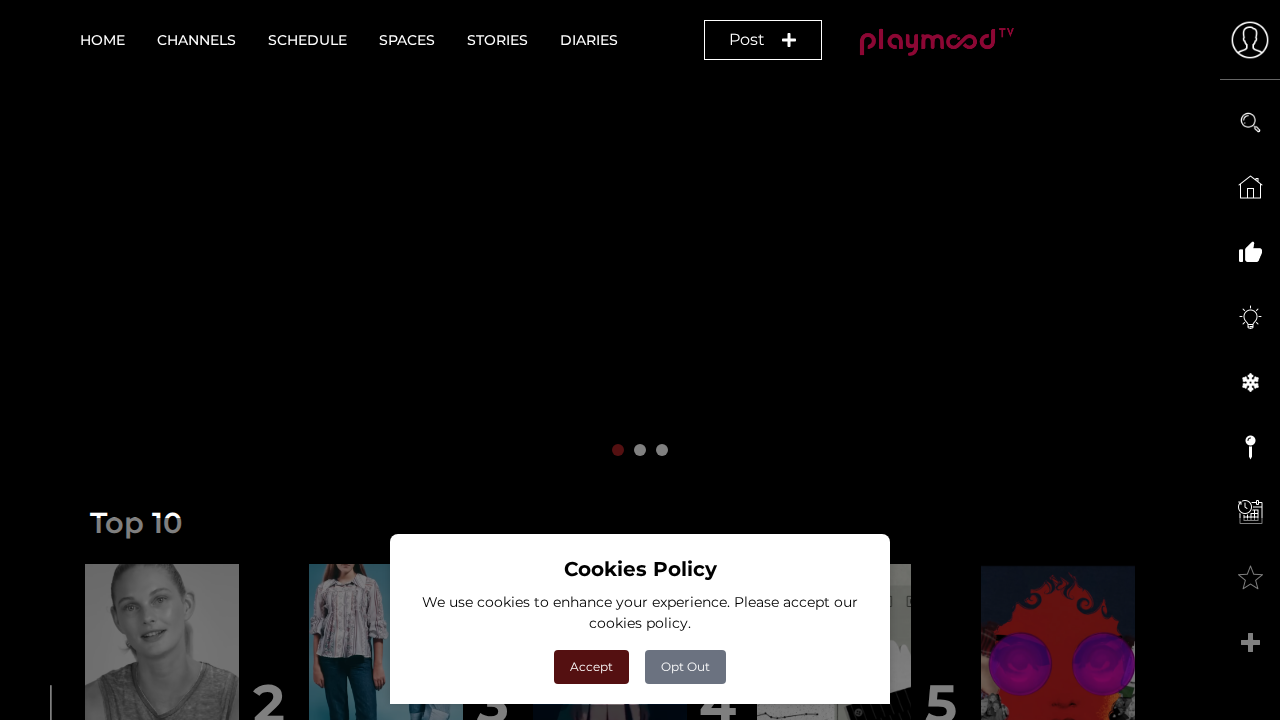 HOME CHANNELS SCHEDULE SPACES STORIES DIARIES Post playmood TV
Top 10
Cookies Policy
We use cookies to enhance your experience. Please accept our
cookies policy.
Accept Opt Out
2 3 4 5